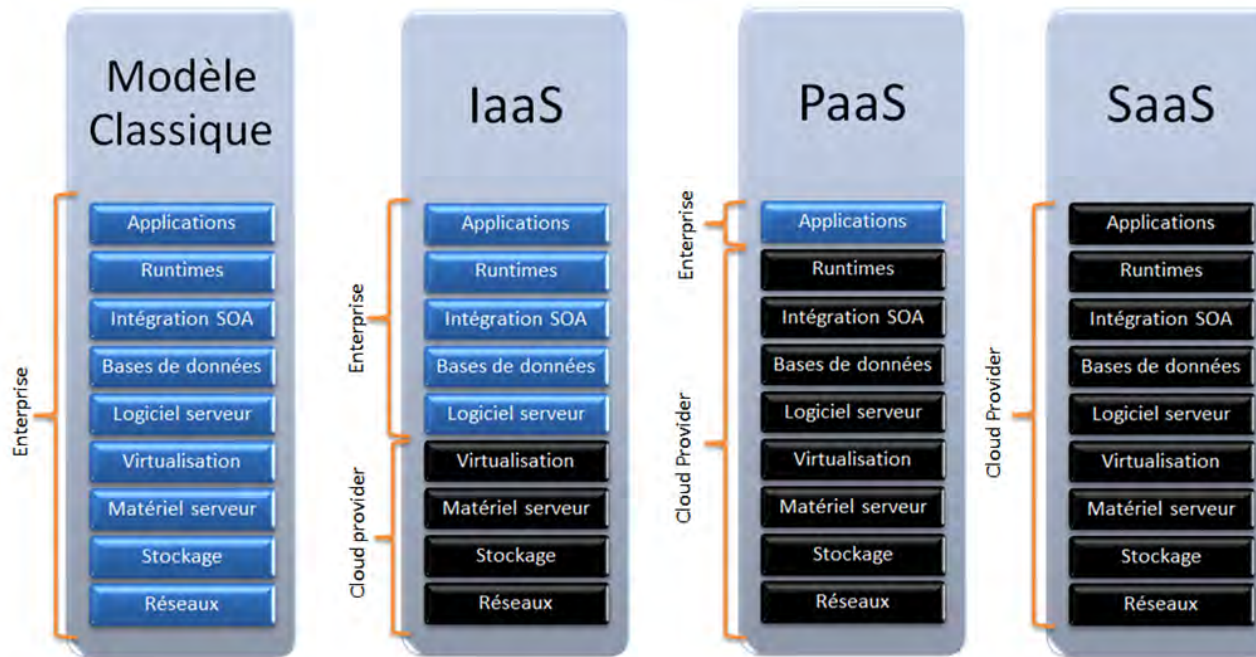 Modèle
Classique
Enterprise
Applications
Runtimes
Intégration SOA
Bases de données
Logiciel serveur
Virtualisation
Matériel serveur
Stockage
Réseaux
IaaS
Enterprise
Applications
Runtimes
Intégration SOA
Bases de données
Logiciel serveur
Cloud provider
Virtualisation
Matériel serveur
Stockage
Réseaux
PaaS
Enterprise
Applications
Cloud Provider
Runtimes
Intégration SOA
Bases de données
Logiciel serveur
Virtualisation
Matériel serveur
Stockage
Réseaux
SaaS
Cloud Provider
Applications
Runtimes
Intégration SOA
Bases de données
Logiciel serveur
Virtualisation
Matériel serveur
Stockage
Réseaux